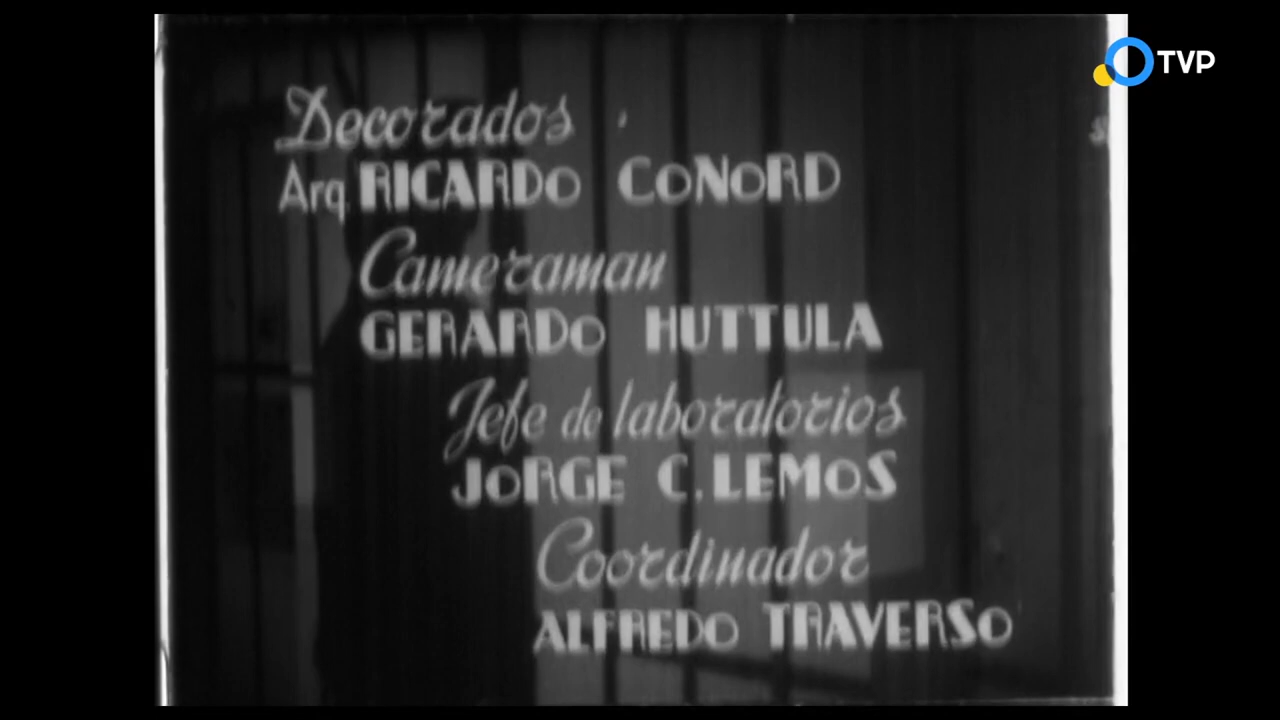 TVP
Decorados
Arq. RICARDO CONORD
Cameraman
GERARDO HUTTULA
Jefe de laboratorios
JORGE C. LEMOS
Coordinador
ALFREDO TRAVERSO